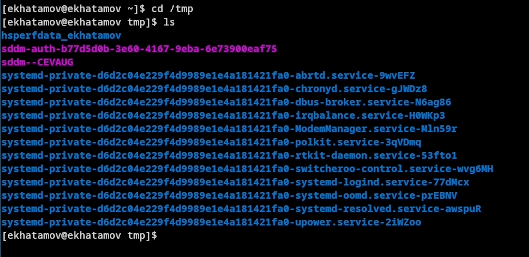 [ekhatamov@ekhatamov ~]$ cd /tmp
[ekhatamov@ekhatamov tmp]$ ls
hsperfdata_ekhatamov
sddm-auth-b77d5d0b-3e60-4167-9eba-6e73900eaf75
sddm--CEVAUG
systemd-private-d6d2c04e229f4d9989e1e4a181421fa0-abrtd.service-9wvEFZ
systemd-private-d6d2c04e229f4d9989e1e4a181421fa0-chronyd.service-gJWDz8
systemd-private-d6d2c04e229f4d9989e1e4a181421fa0-dbus-broker.service-N6ag86
systemd-private-d6d2c04e229f4d9989e1e4a181421fa0-irqbalance.service-H0WKp3
systemd-private-d6d2c04e229f4d9989e1e4a181421fa0-ModemManager.service-Mln59r
systemd-private-d6d2c04e229f4d9989e1e4a181421fa0-polkit.service-3qVDmq
systemd-private-d6d2c04e229f4d9989e1e4a181421fa0-rtkit-daemon.service-53fto1
systemd-private-d6d2c04e229f4d9989e1e4a181421fa0-switcheroo-control.service-wvg6MH
systemd-private-d6d2c04e229f4d9989e1e4a181421fa0-systemd-logind.service-77dMcx
systemd-private-d6d2c04e229f4d9989e1e4a181421fa0-systemd-oomd.service-prEBNV
systemd-private-d6d2c04e229f4d9989e1e4a181421fa0-systemd-resolved.service-awspuR
systemd-private-d6d2c04e229f4d9989e1e4a181421fa0-upower.service-2iWZoo
[ekhatamov@ekhatamov tmp]$